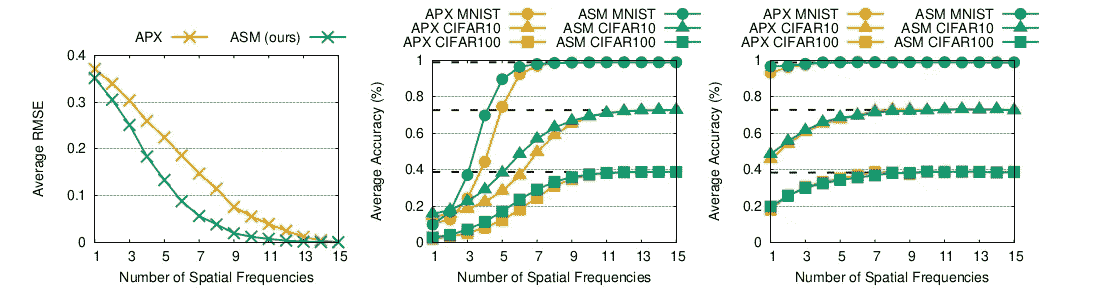 APX
ASM (ours)
0.4
0.3
0.2
0.1
0
Average RMSE
1 3 5 7 9 11 13 15
Number of Spatial Frequencies
APX MNIST ASM MNIST
APX CIFAR10 ASM CIFAR10
APX CIFAR100 ASM CIFAR100
1
0.8
0.6
0.4
0.2
0
Average Accuracy (%)
1 3 5 7 9 11 13 15
Number of Spatial Frequencies
APX MNIST ASM MNIST
APX CIFAR10 ASM CIFAR10
APX CIFAR100 ASM CIFAR100
1
0.8
0.6
0.4
0.2
0
Average Accuracy (%)
1 3 5 7 9 11 13 15
Number of Spatial Frequencies